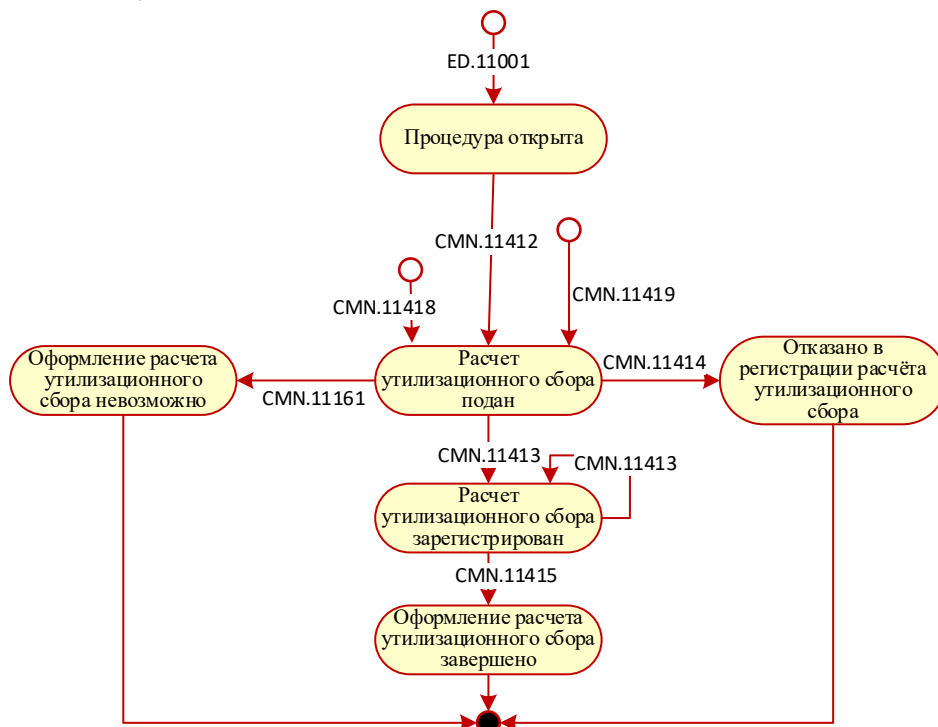 ED.11001
Процедура открыта
CMN.11412
CMN.11418
CMN.11419
Оформление расчета
утилизационного
сбора невозможно
CMN.11161
Расчет
утилизационного сбора
подан
CMN.11414
Отказано в
регистрации расчёта
утилизационного
сбора
CMN.11413
CMN.11413
Расчет
утилизационного сбора
зарегистрирован
CMN.11415
Оформление расчета
утилизационного сбора
завершено